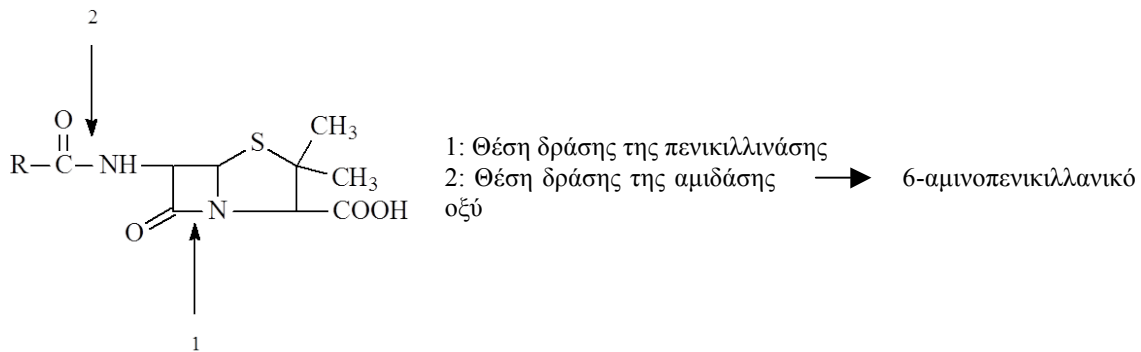 2
O
R
C
NH
S
CH3
CH3
N
COOH
O
1
1: Θέση δράσης της πενικιλλινάσης
2: Θέση δράσης της αμιδάσης 6-αμινοπενικιλλανικό
οξύ